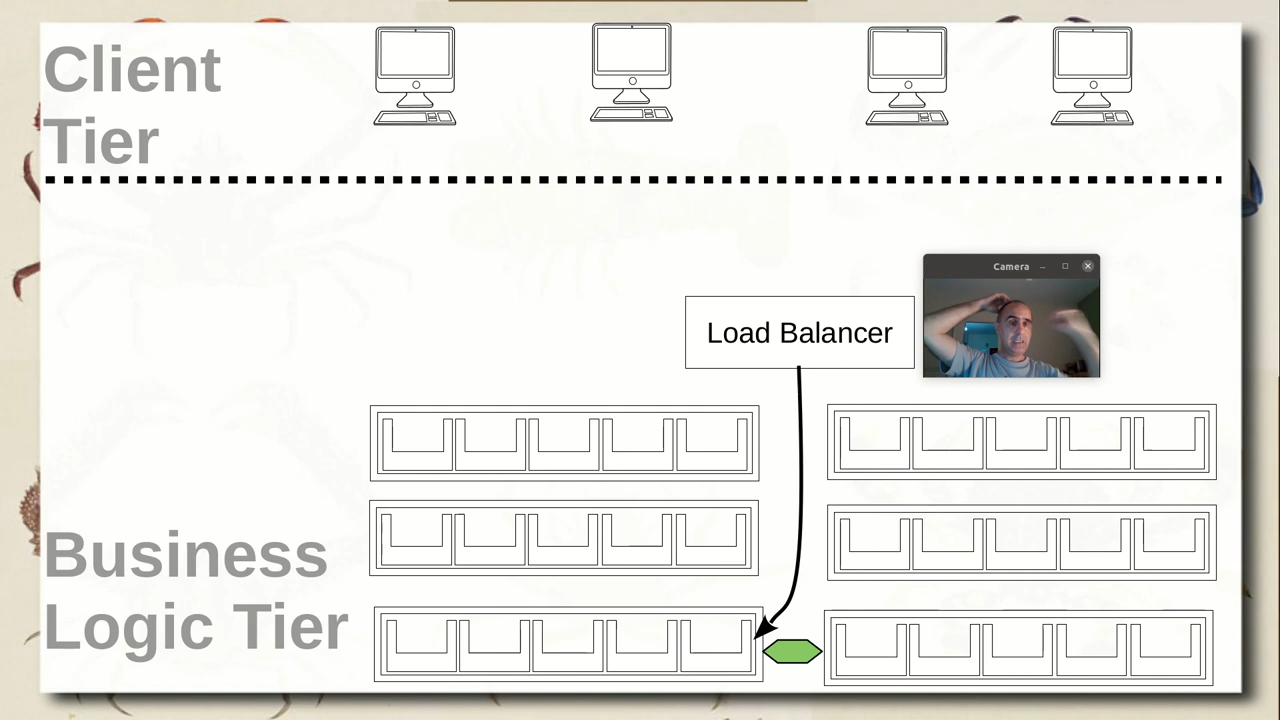 Client
Tier
Camera
Load Balancer
Business
Logic Tier